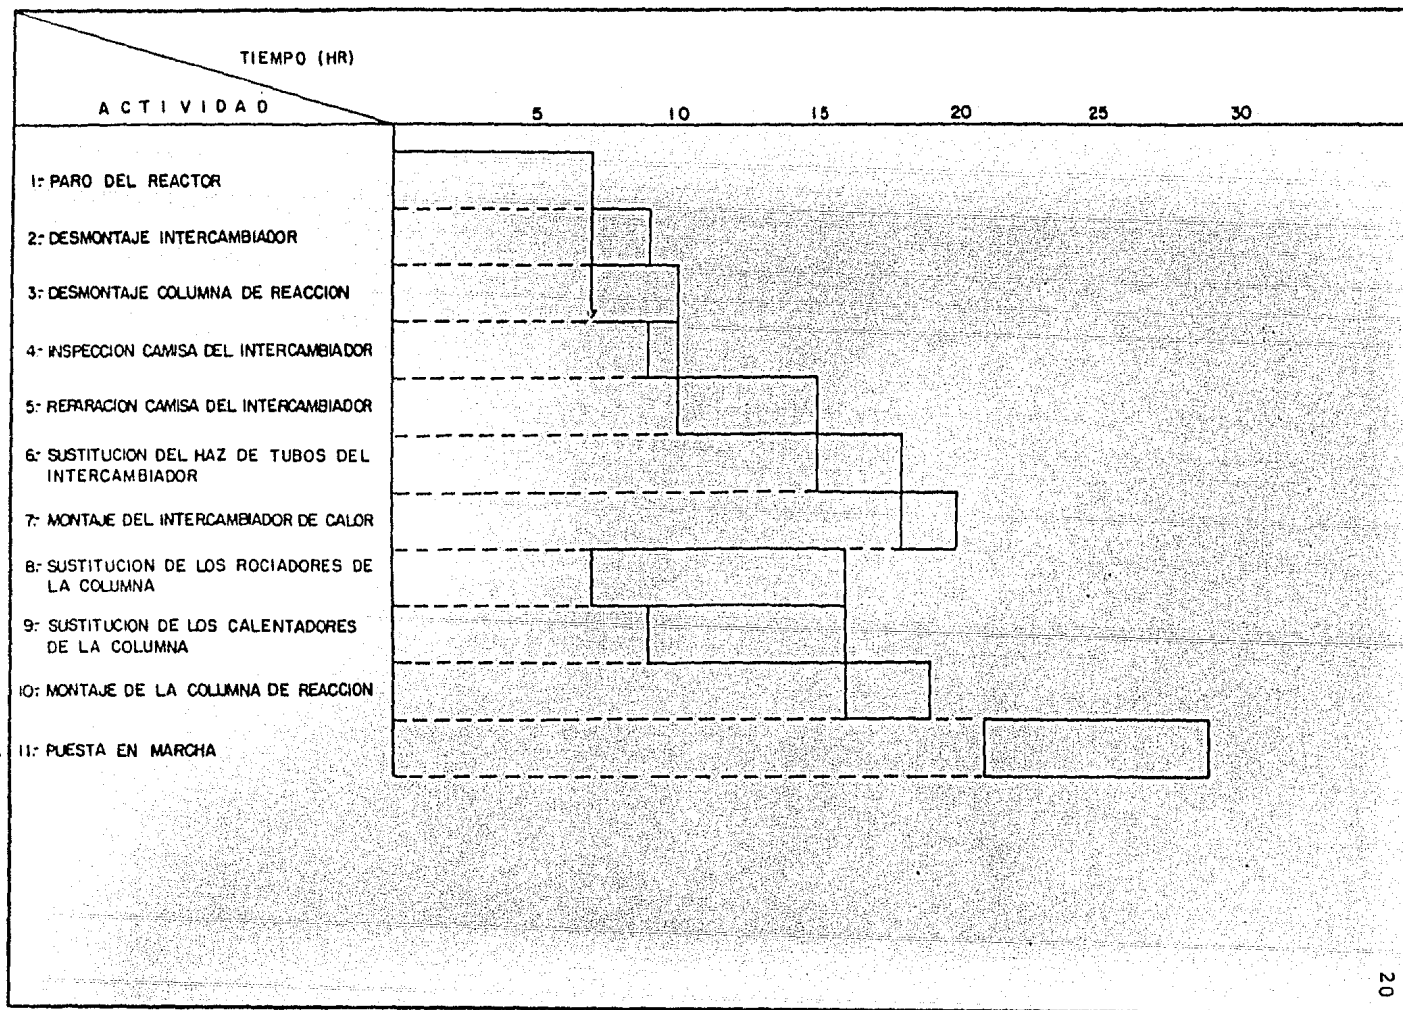 TIEMPO (HR)
ACTIVIDAD
5 10 15 20 25 30
1.- PARO DEL REACTOR
2.- DESMONTAJE INTERCAMBIADOR
3.- DESMONTAJE COLUMNA DE REACCION
4.- INSPECCION CAMISA DEL INTERCAMBIADOR
5.- REPARACION CAMISA DEL INTERCAMBIADOR
6.- SUSTITUCION DEL HAZ DE TUBOS DEL
INTERCAMBIADOR
7.- MONTAJE DEL INTERCAMBIADOR DE CALOR
8.- SUSTITUCION DE LOS ROCIADORES DE
LA COLUMNA
9.- SUSTITUCION DE LOS CALENTADORES
DE LA COLUMNA
10.- MONTAJE DE LA COLUMNA DE REACCION
11.- PUESTA EN MARCHA
20